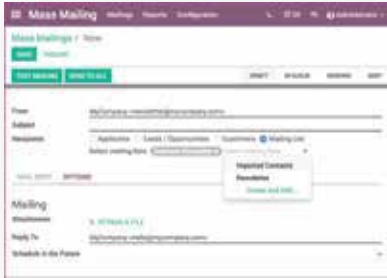 Mass Mailing Mailings Reports Configuration Administrator
Mass Mailings / New
SAVE DISCARD
TEST MAILING SEND TO ALL DRAFT IN QUEUE SENDING SENT
From
Subject
Recipients Applicants Leads / Opportunities Customers Mailing List
Select mailing lists:
Imported Contacts
Newsletter
Create and Edit...
MAIL BODY OPTIONS
Mailing
Attachments ATTACH A FILE
Reply To
Schedule in the Future